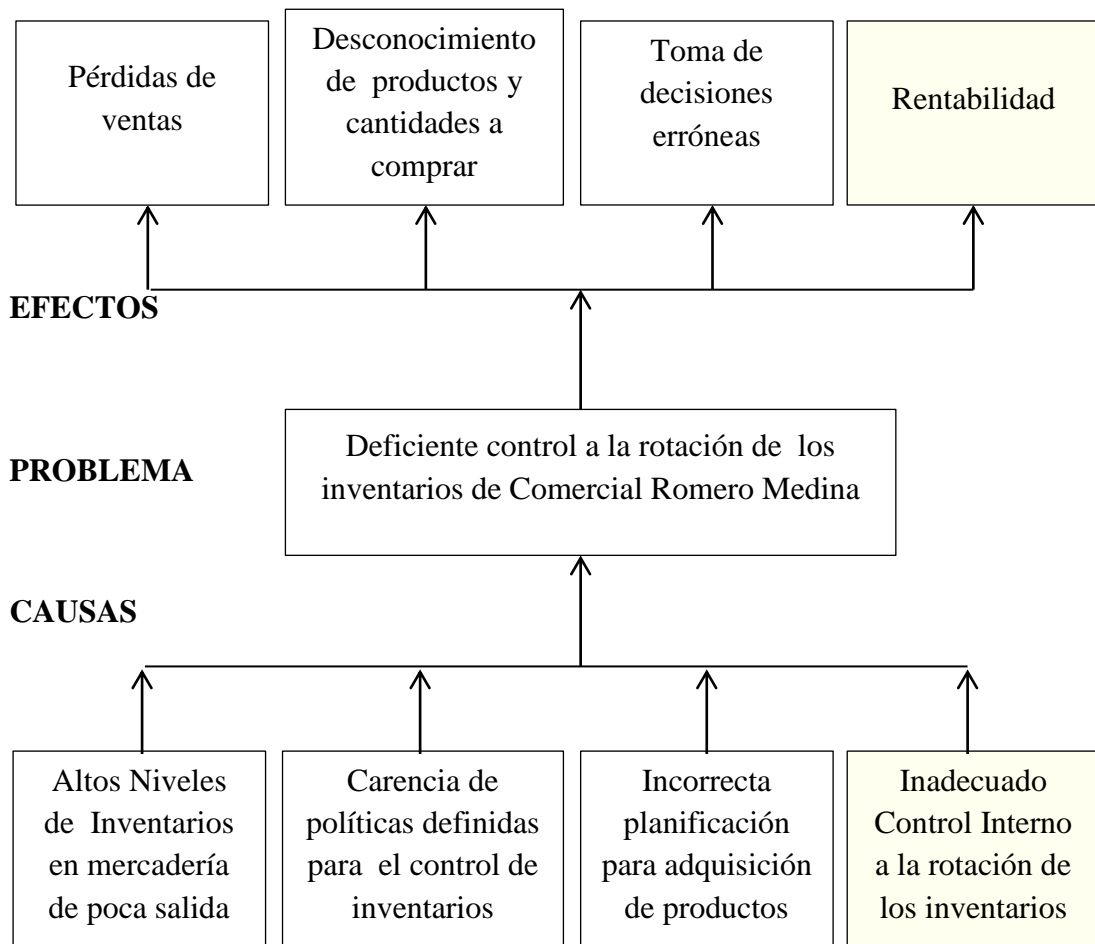 Pérdidas de
ventas
Desconocimiento
de productos y
cantidades a
comprar
Toma de
decisiones
erróneas
Rentabilidad
EFECTOS
PROBLEMA
Deficiente control a la rotación de los
inventarios de Comercial Romero Medina
CAUSAS
Altos Niveles
de Inventarios
en mercadería
de poca salida
Carencia de
políticas definidas
para el control de
inventarios
Incorrecta
planificación
para adquisición
de productos
Inadecuado
Control Interno
a la rotación de
los inventarios